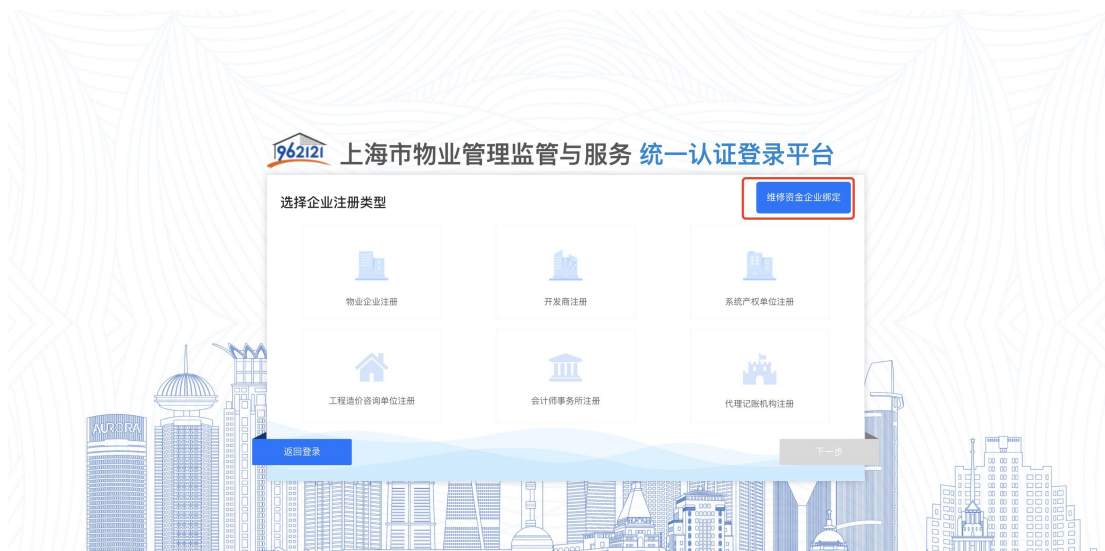 962121 上海市物业管理监管与服务 统一认证登录平台
选择企业注册类型
维修资金企业绑定
物业企业注册
开发商注册
系统产权单位注册
工程造价咨询单位注册
会计师事务所注册
代理记账机构注册
AURORA
返回登录
下一步